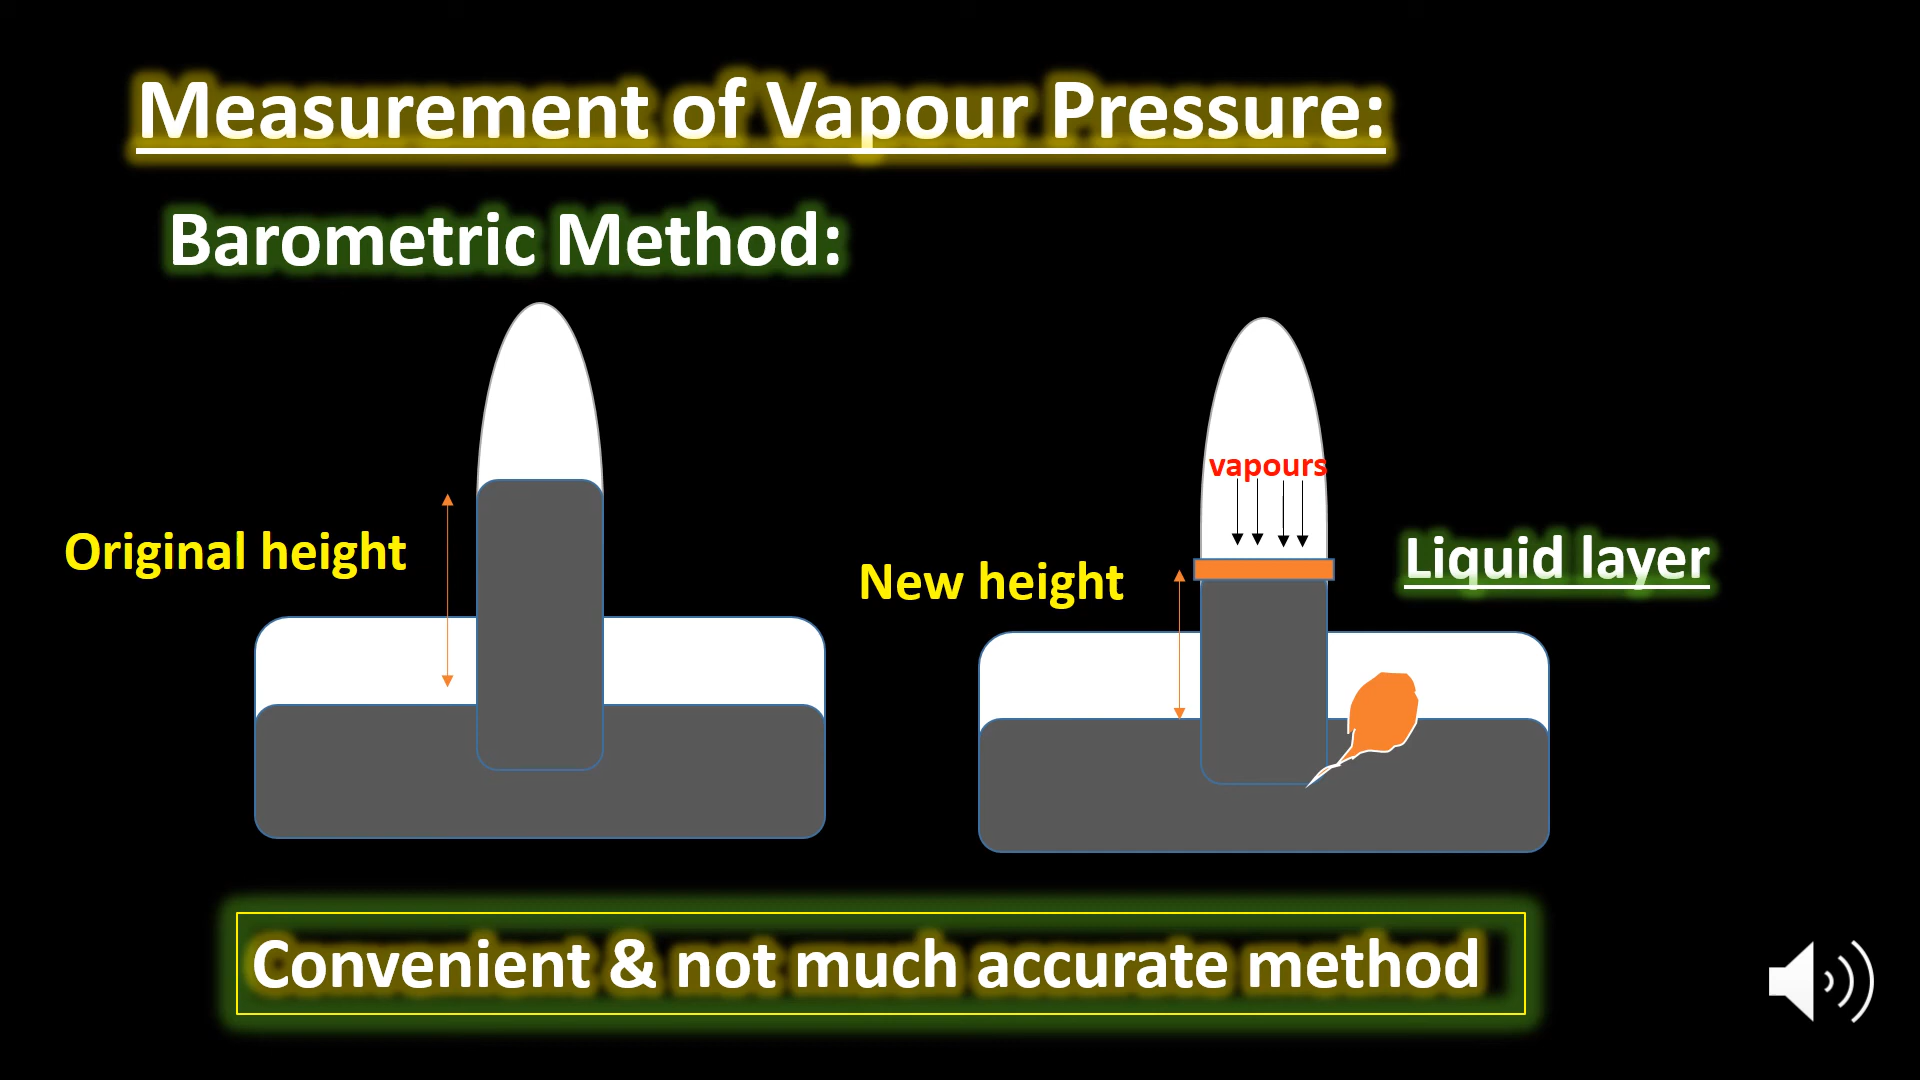 Measurement of Vapour Pressure:
Barometric Method:
vapours
Original height
New height
Liquid layer
Convenient & not much accurate method